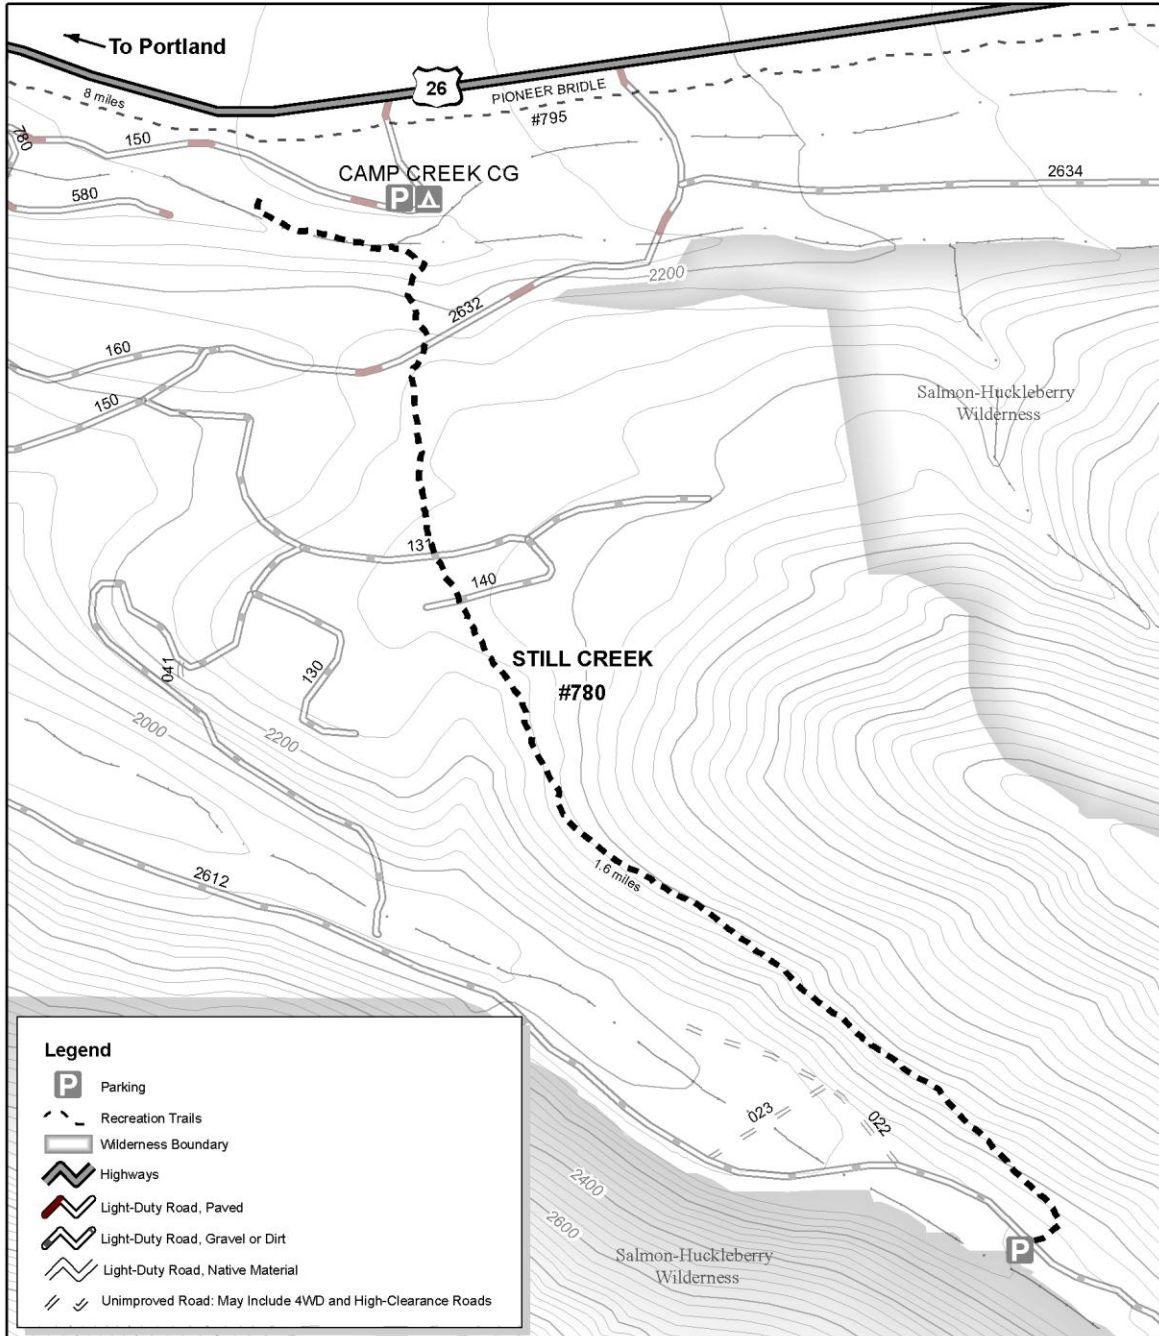 To Portland
26
8 miles
PIONEER BRIDLE
#795
780
150
CAMP CREEK CG
P
2634
580
2200
2632
160
150
Salmon-Huckleberry
Wilderness
131
140
STILL CREEK
#780
041
130
2000
2200
1.6 miles
2612
023
022
2400
2600
P
Salmon-Huckleberry
Wilderness
Legend
P Parking
Recreation Trails
Wilderness Boundary
Highways
Light-Duty Road, Paved
Light-Duty Road, Gravel or Dirt
Light-Duty Road, Native Material
Unimproved Road: May Include 4WD and High-Clearance Roads